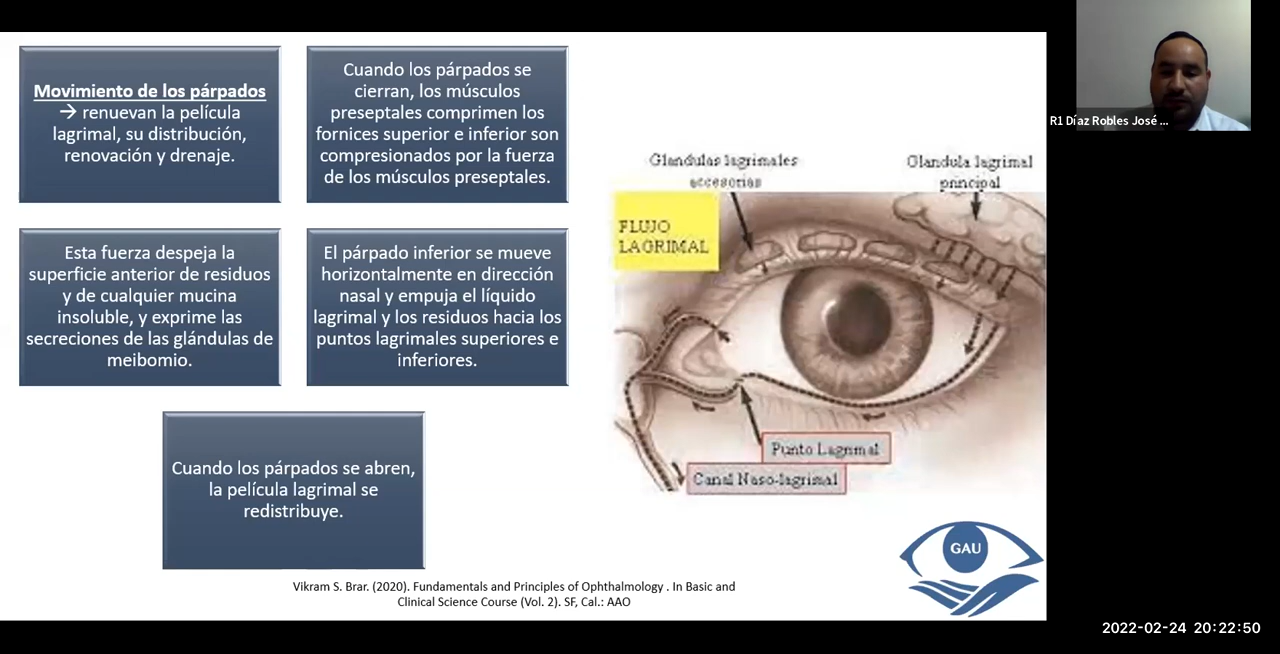 Movimiento de los párpados
→ renuevan la película
lagrimal, su distribución,
renovación y drenaje.
Cuando los párpados se
cierran, los músculos
preseptales comprimen los
fornices superior e inferior son
compresionados por la fuerza
de los músculos preseptales.
Esta fuerza despeja la
superficie anterior de residuos
y de cualquier mucina
insoluble, y exprime las
secreciones de las glándulas de
meibomio.
El párpado inferior se mueve
horizontalmente en dirección
nasal y empuja el líquido
lagrimal y los residuos hacia los
puntos lagrimales superiores e
inferiores.
Cuando los párpados se abren,
la película lagrimal se
redistribuye.
Glandulas lagrimales
accesorias
Glandula lagrimal
principal
FLUJO
LAGRIMAL
Punto Lagrimal
Canal Naso-lagrimal
GAU
Vikram S. Brar. (2020). Fundamentals and Principles of Ophthalmology . In Basic and
Clinical Science Course (Vol. 2). SF, Cal.: AAO
R1 Díaz Robles José ...
2022-02-24 20:22:50